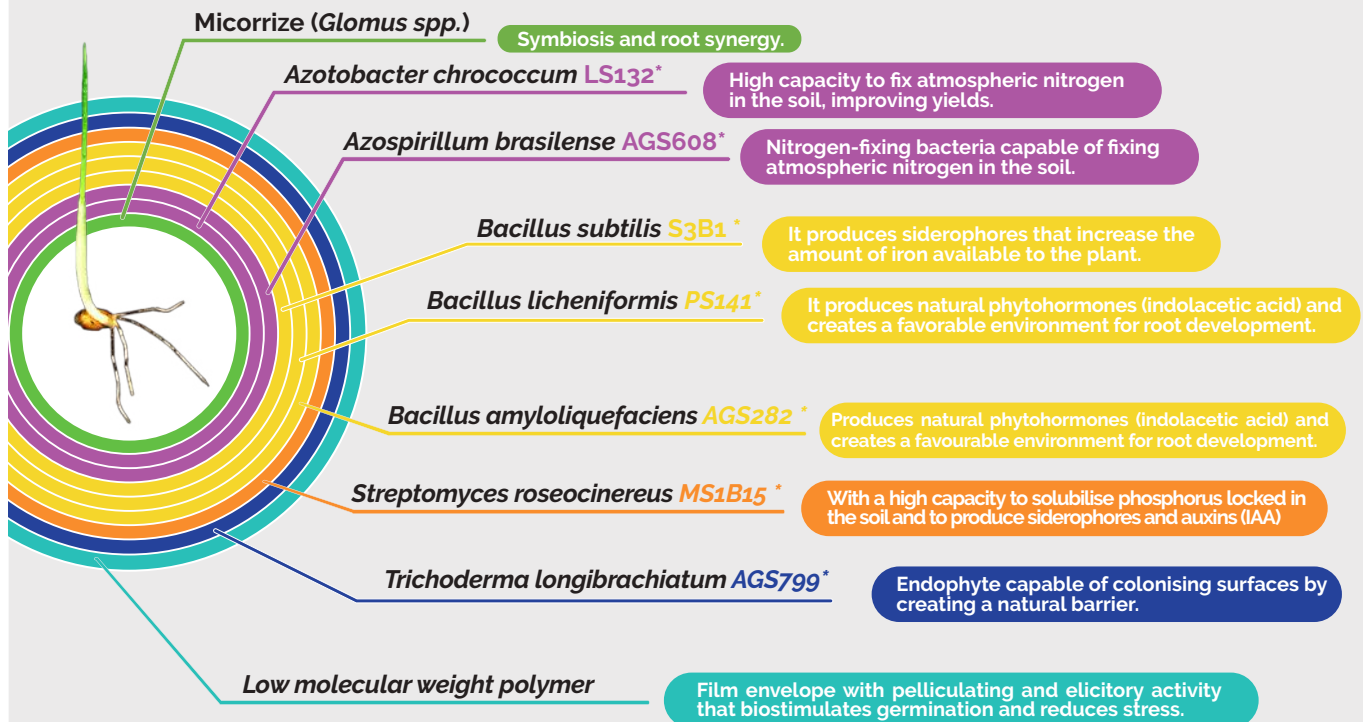 Micorrize (Glomus spp.)
Symbiosis and root synergy.
Azotobacter chrococcum LS132*
High capacity to fix atmospheric nitrogen
in the soil, improving yields.
Azospirillum brasilense AGS608*
Nitrogen-fixing bacteria capable of fixing
atmospheric nitrogen in the soil.
Bacillus subtilis S3B1 *
It produces siderophores that increase the
amount of iron available to the plant.
Bacillus licheniformis PS141*
It produces natural phytohormones (indolacetic acid) and
creates a favorable environment for root development.
Bacillus amyloliquefaciens AGS282 *
Produces natural phytohormones (indolacetic acid) and
creates a favourable environment for root development.
Streptomyces roseocinereus MS1B15 *
With a high capacity to solubilise phosphorus locked in
the soil and to produce siderophores and auxins (IAA)
Trichoderma longibrachiatum AGS799*
Endophyte capable of colonising surfaces by
creating a natural barrier.
Low molecular weight polymer
Film envelope with pelliculating and elicitory activity
that biostimulates germination and reduces stress.